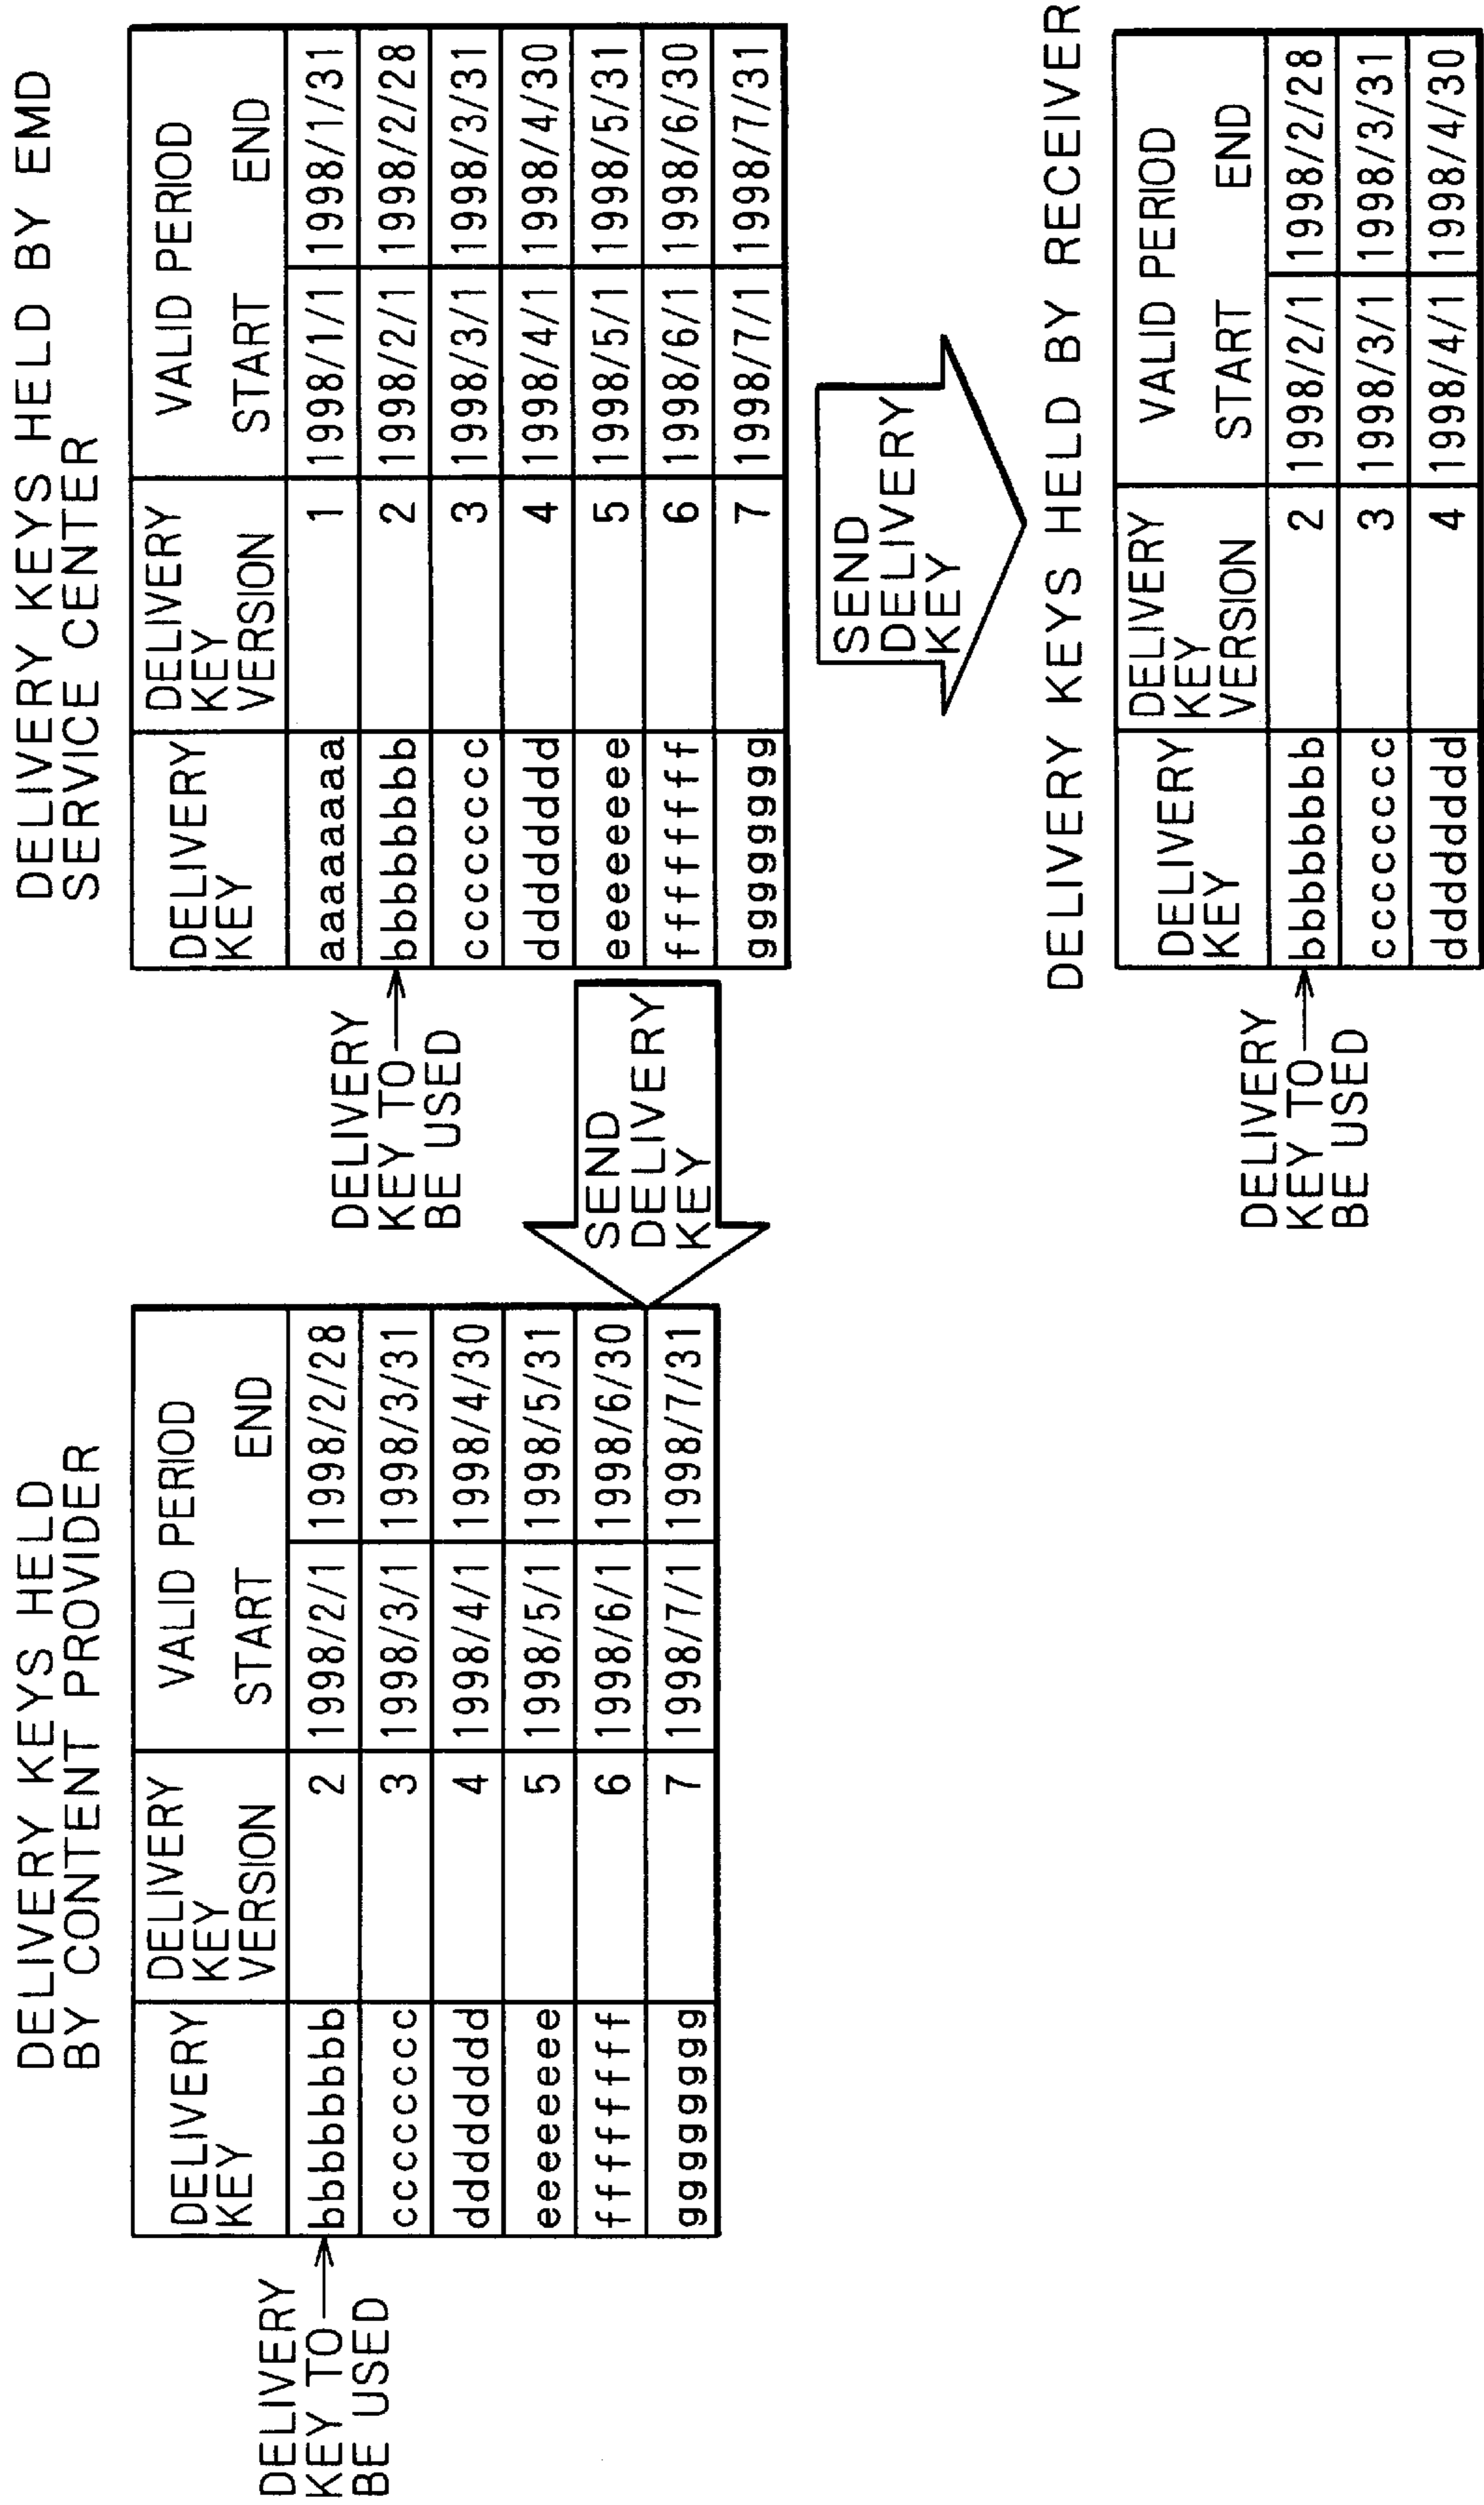 DELIVERY KEYS HELD
BY CONTENT PROVIDER
DELIVERY
KEY
DELIVERY
KEY
VERSION
VALID PERIOD
START END
bbbbbbbb 2 1998/2/1 1998/2/28
cccccccc 3 1998/3/1 1998/3/31
dddddddd 4 1998/4/1 1998/4/30
eeeeeeee 5 1998/5/1 1998/5/31
ffffffff 6 1998/6/1 1998/6/30
gggggggg 7 1998/7/1 1998/7/31
DELIVERY
KEY TO
BE USED
SEND
DELIVERY
KEY
DELIVERY KEYS HELD BY EMD
SERVICE CENTER
DELIVERY
KEY
DELIVERY
KEY
VERSION
VALID PERIOD
START END
aaaaaaaa 1 1998/1/1 1998/1/31
bbbbbbbb 2 1998/2/1 1998/2/28
cccccccc 3 1998/3/1 1998/3/31
dddddddd 4 1998/4/1 1998/4/30
eeeeeeee 5 1998/5/1 1998/5/31
ffffffff 6 1998/6/1 1998/6/30
gggggggg 7 1998/7/1 1998/7/31
DELIVERY
KEY TO
BE USED
SEND
DELIVERY
KEY
DELIVERY KEYS HELD BY RECEIVER
DELIVERY
KEY
DELIVERY
KEY
VERSION
VALID PERIOD
START END
bbbbbbbb 2 1998/2/1 1998/2/28
cccccccc 3 1998/3/1 1998/3/31
dddddddd 4 1998/4/1 1998/4/30
DELIVERY
KEY TO
BE USED